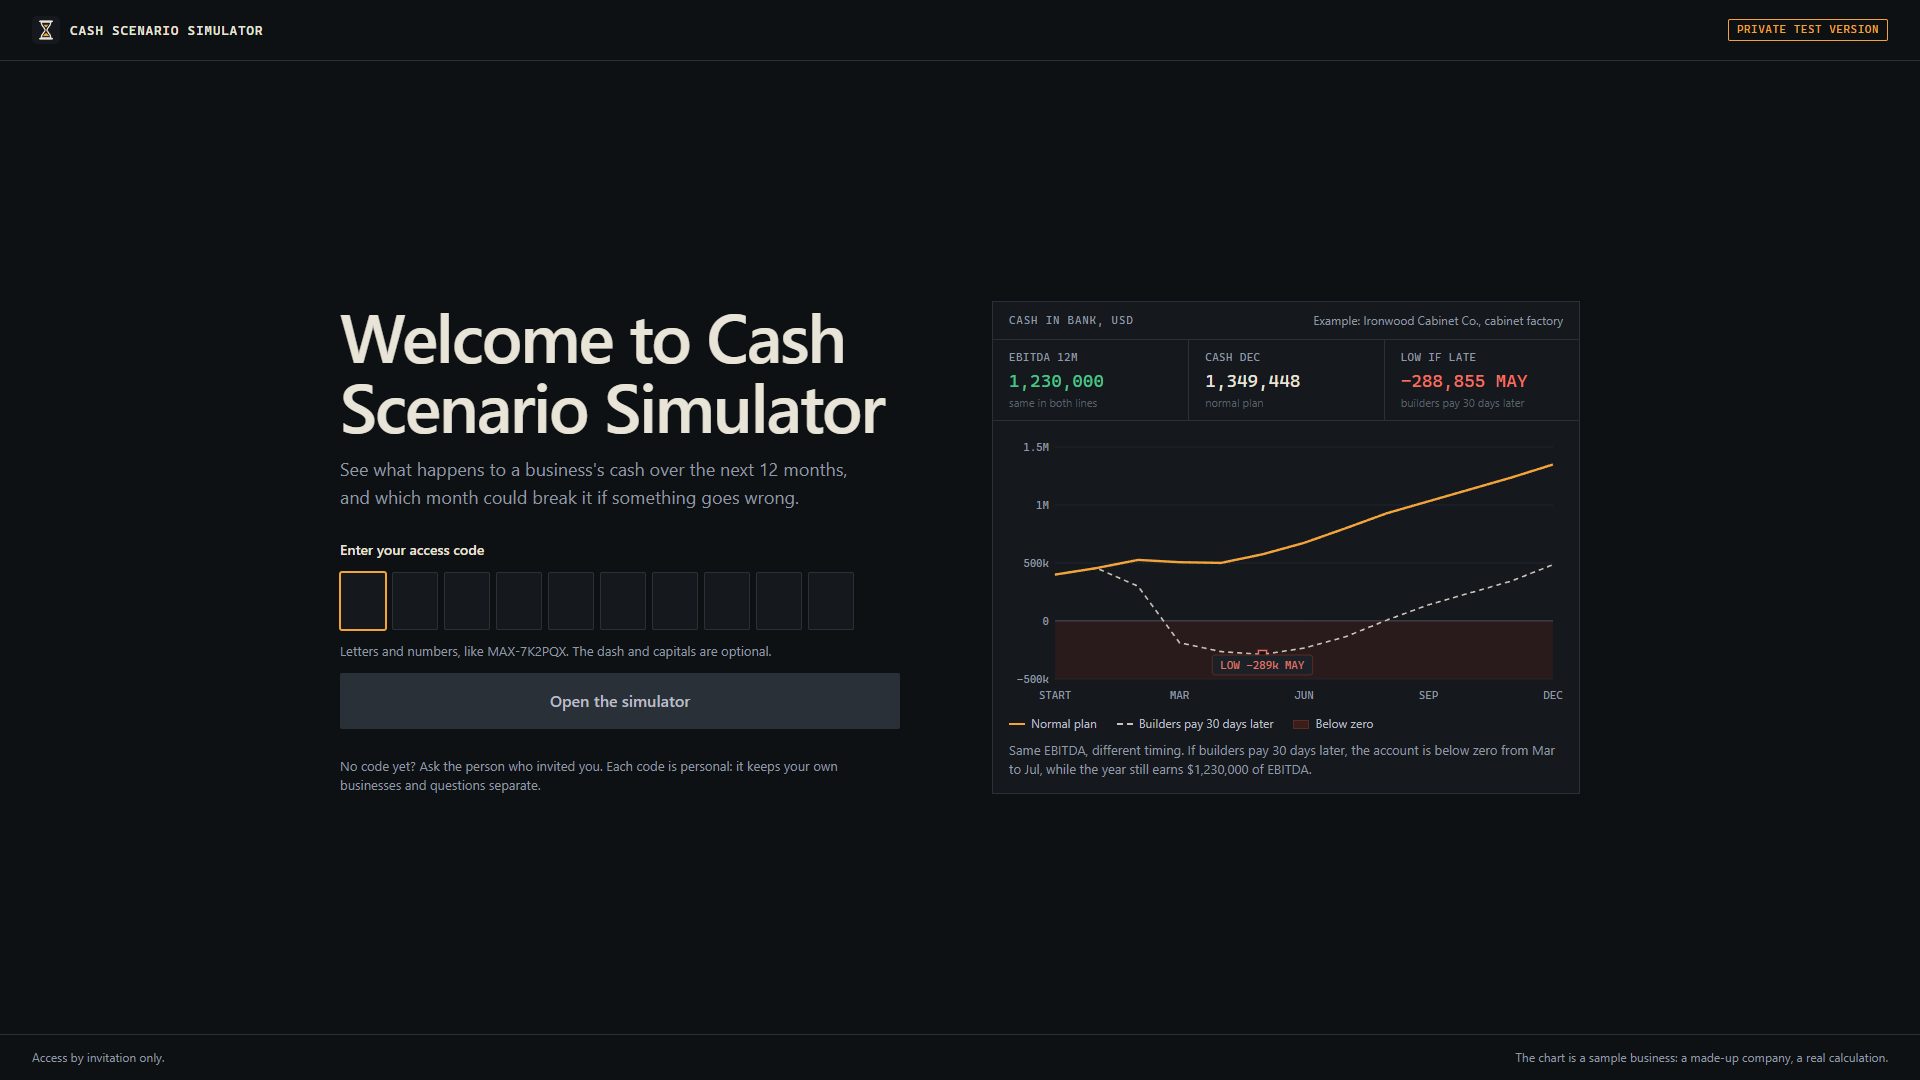 CASH SCENARIO SIMULATOR
PRIVATE TEST VERSION
Welcome to Cash
Scenario Simulator
See what happens to a business's cash over the next 12 months,
and which month could break it if something goes wrong.
Enter your access code
Letters and numbers, like MAX-7K2PQX. The dash and capitals are optional.
Open the simulator
No code yet? Ask the person who invited you. Each code is personal: it keeps your own
businesses and questions separate.
CASH IN BANK, USD
Example: Ironwood Cabinet Co., cabinet factory
EBITDA 12M
1,230,000
same in both lines
CASH DEC
1,349,448
normal plan
LOW IF LATE
−288,855 MAY
builders pay 30 days later
1.5M
1M
500k
0
−500k
LOW −289k MAY
START
MAR
JUN
SEP
DEC
Normal plan
Builders pay 30 days later
Below zero
Same EBITDA, different timing. If builders pay 30 days later, the account is below zero from Mar
to Jul, while the year still earns $1,230,000 of EBITDA.
Access by invitation only.
The chart is a sample business: a made-up company, a real calculation.